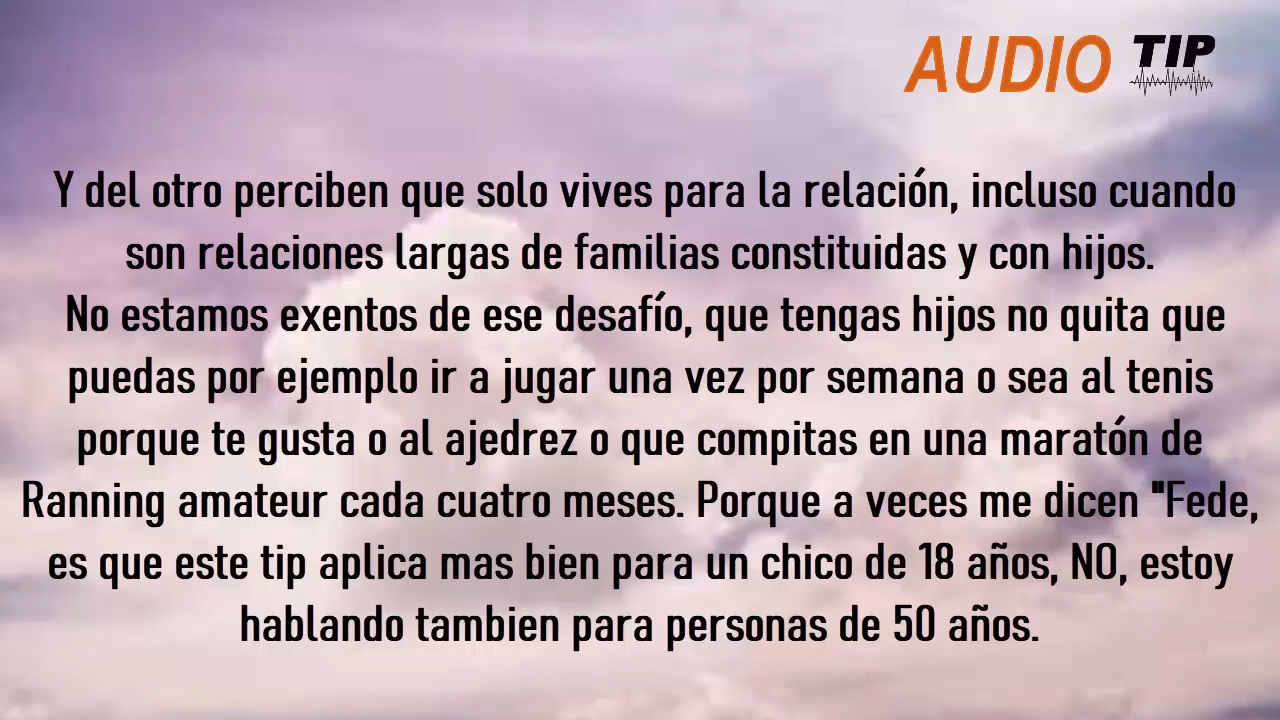 AUDIO TIP
Y del otro perciben que solo vives para la relación, incluso cuando
son relaciones largas de familias constituidas y con hijos.
No estamos exentos de ese desafío, que tengas hijos no quita que
puedas por ejemplo ir a jugar una vez por semana o sea al tenis
porque te gusta o al ajedrez o que compitas en una maratón de
Ranning amateur cada cuatro meses. Porque a veces me dicen "Fede,
es que este tip aplica mas bien para un chico de 18 años, NO, estoy
hablando tambien para personas de 50 años.